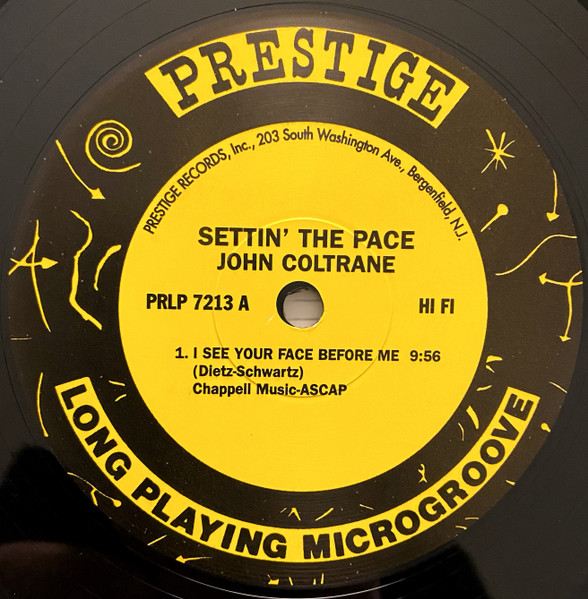 PRESTIGE
PRESTIGE RECORDS, Inc., 203 South Washington Ave., Bergenfield, N.J.
SETTIN' THE PACE
JOHN COLTRANE
PRLP 7213 A
HI FI
1. I SEE YOUR FACE BEFORE ME 9:56
(Dietz-Schwartz)
Chappell Music-ASCAP
LONG PLAYING MICROGROOVE